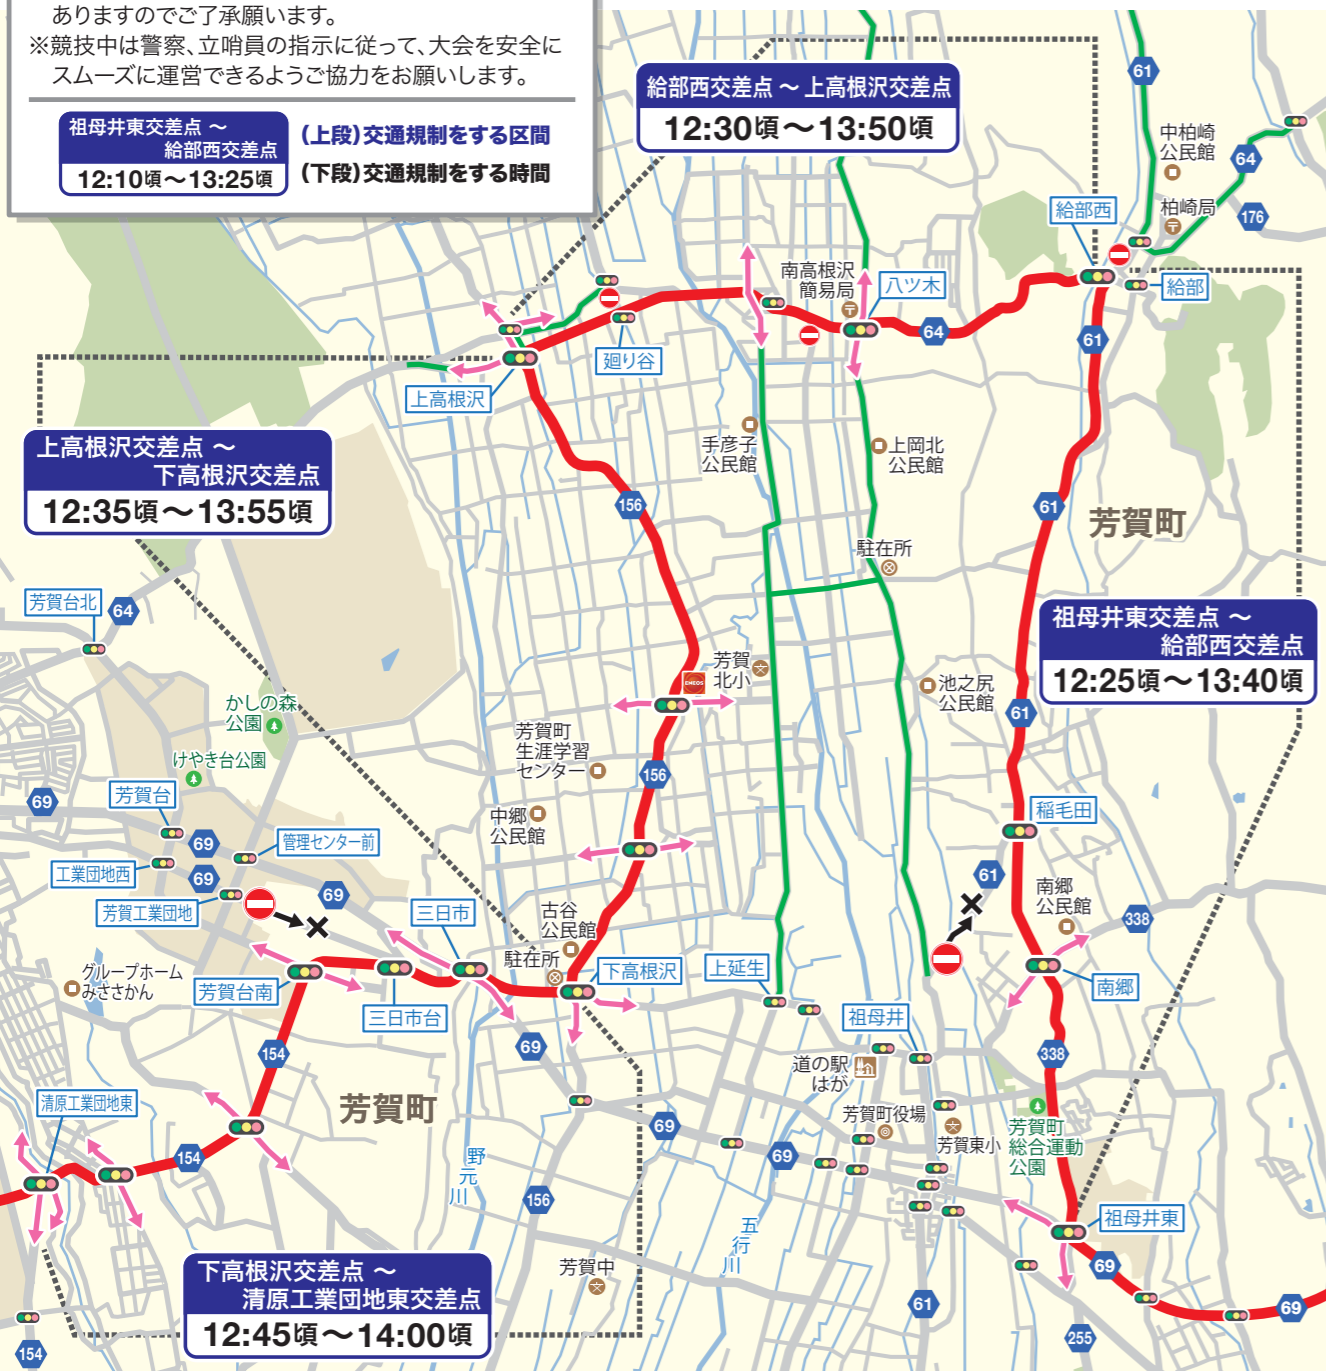 ありますのでご了承願います。
※競技中は警察、立哨員の指示に従って、大会を安全に
スムーズに運営できるようご協力をお願いします。
祖母井東交差点 ～
給部西交差点
12:10頃～13:25頃
(上段)交通規制をする区間
(下段)交通規制をする時間
給部西交差点 ～ 上高根沢交差点
12:30頃～13:50頃
61
中柏崎
公民館
64
柏崎局
176
給部西
給部
南高根沢
簡易局
八ツ木
64
61
廻り谷
上高根沢
上高根沢交差点 ～
下高根沢交差点
12:35頃～13:55頃
手彦子
公民館
上岡北
公民館
156
61
芳賀町
駐在所
芳賀台北
64
祖母井東交差点 ～
給部西交差点
12:25頃～13:40頃
芳賀
北小
ENEOS
池之尻
公民館
61
かしの森
公園
けやき台公園
芳賀町
生涯学習
センター
156
69
芳賀台
69
管理センター前
中郷
公民館
稲毛田
工業団地西
69
芳賀工業団地
69
61
南郷
公民館
338
三日市
古谷
公民館
駐在所
下高根沢
上延生
グループホーム
みささかん
芳賀台南
三日市台
南郷
祖母井
154
69
338
道の駅
はが
清原工業団地東
芳賀町
芳賀町役場
芳賀東小
芳賀町
総合運動
公園
69
69
154
野元川
156
五行川
祖母井東
69
下高根沢交差点 ～
清原工業団地東交差点
12:45頃～14:00頃
芳賀中
61
69
255
154